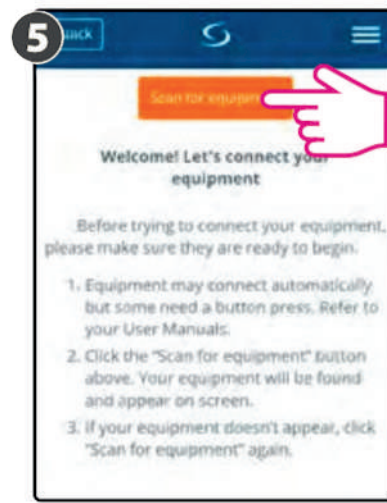 5
Scan for
Welcome! Let's connect your
equipment
Before trying to connect your equipment,
please make sure they are ready to begin.
1. Equipment may connect automatically
but some need a button press. Refer to
your User Manuals.
2. Click the "Scan for equipment" button
above. Your equipment will be found
and appear on screen.
3. If your equipment doesn't appear, click
"Scan for equipment" again.